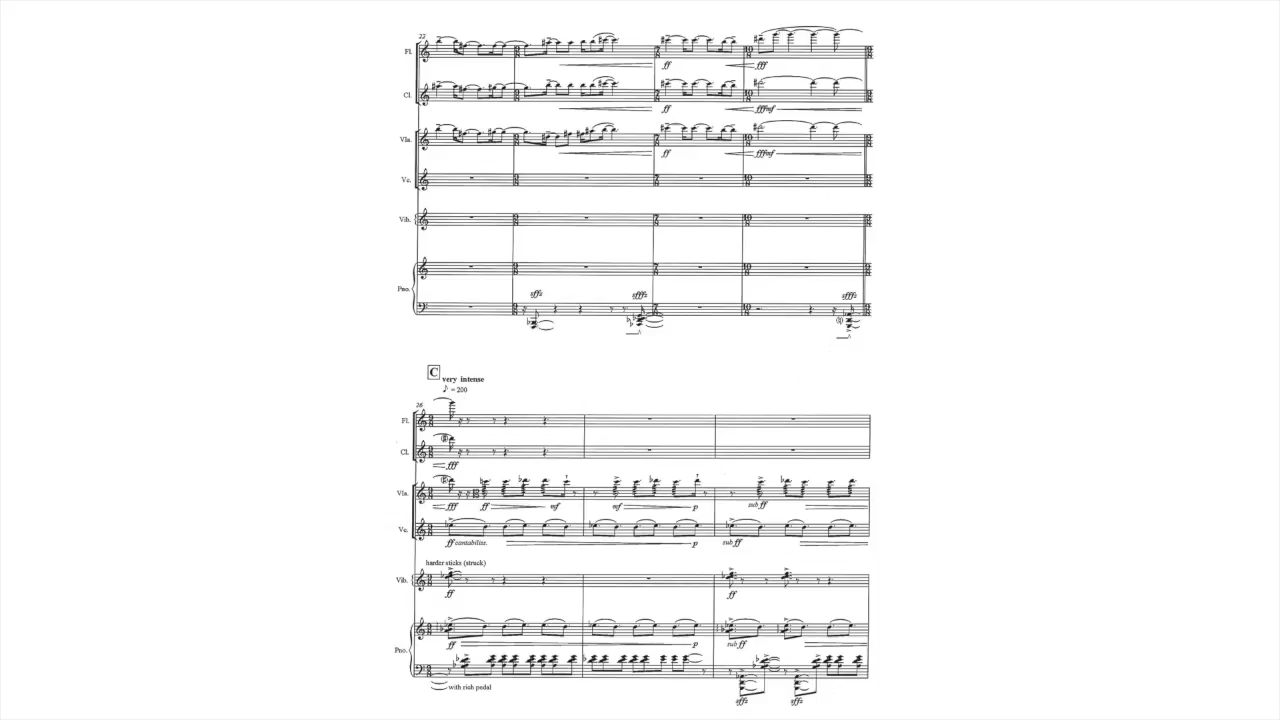 22
Fl.
ff fff
Cl.
ff fffmf
Vla.
ff fffmf
Vc.
Vib.
Pno.
sffz sfffz sfffz
C
very intense
= 200
26
Fl.
Cl.
fff
Vla.
fff ff mf mf p sub ff
Vc.
ff cantabiliss. p sub ff
harder sticks (struck)
Vib.
ff ff
Pno.
ff p sub ff
with rich pedal
sffz sffz